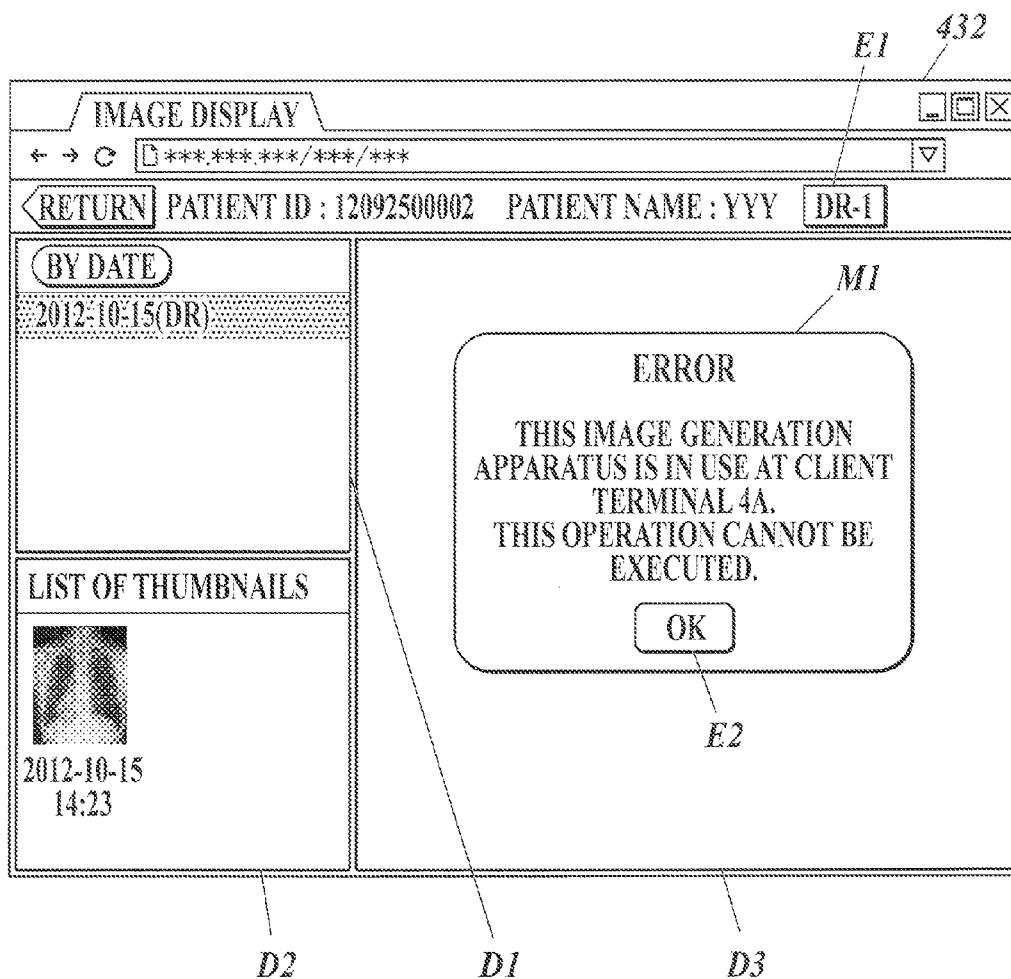 432
E1
IMAGE DISPLAY
***.***.***/***/***
RETURN PATIENT ID : 12092500002 PATIENT NAME : YYY DR-1
BY DATE
2012-10-15(DR)
M1
ERROR
THIS IMAGE GENERATION
APPARATUS IS IN USE AT CLIENT
TERMINAL 4A.
THIS OPERATION CANNOT BE
EXECUTED.
OK
E2
LIST OF THUMBNAILS
2012-10-15
14:23
D2 D1 D3